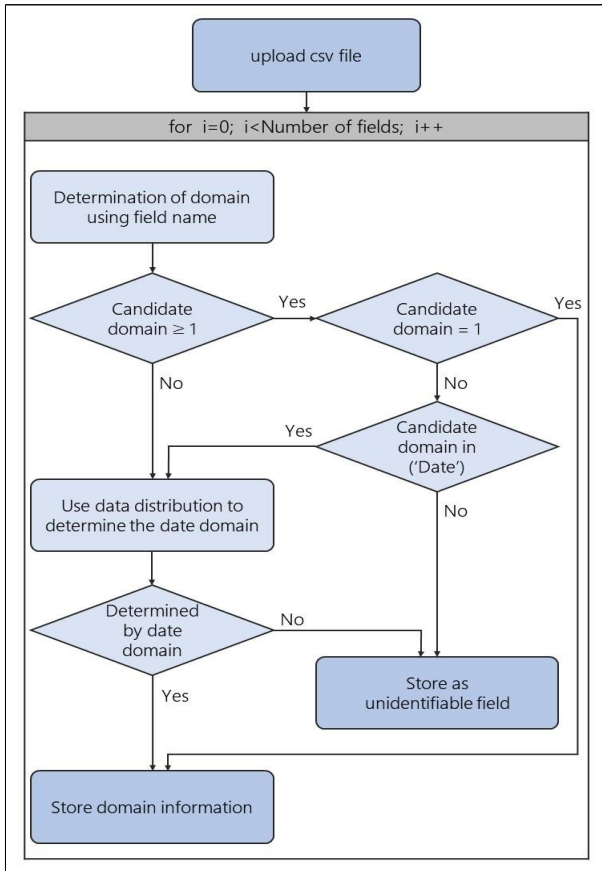 upload csv file
for i=0; i<Number of fields; i++
Determination of domain
using field name
Candidate
domain ≥ 1
Yes
Candidate
domain = 1
Yes
No
No
Candidate
domain in
('Date')
Yes
No
Use data distribution to
determine the date domain
Determined
by date
domain
No
Yes
Store as
unidentifiable field
Store domain information